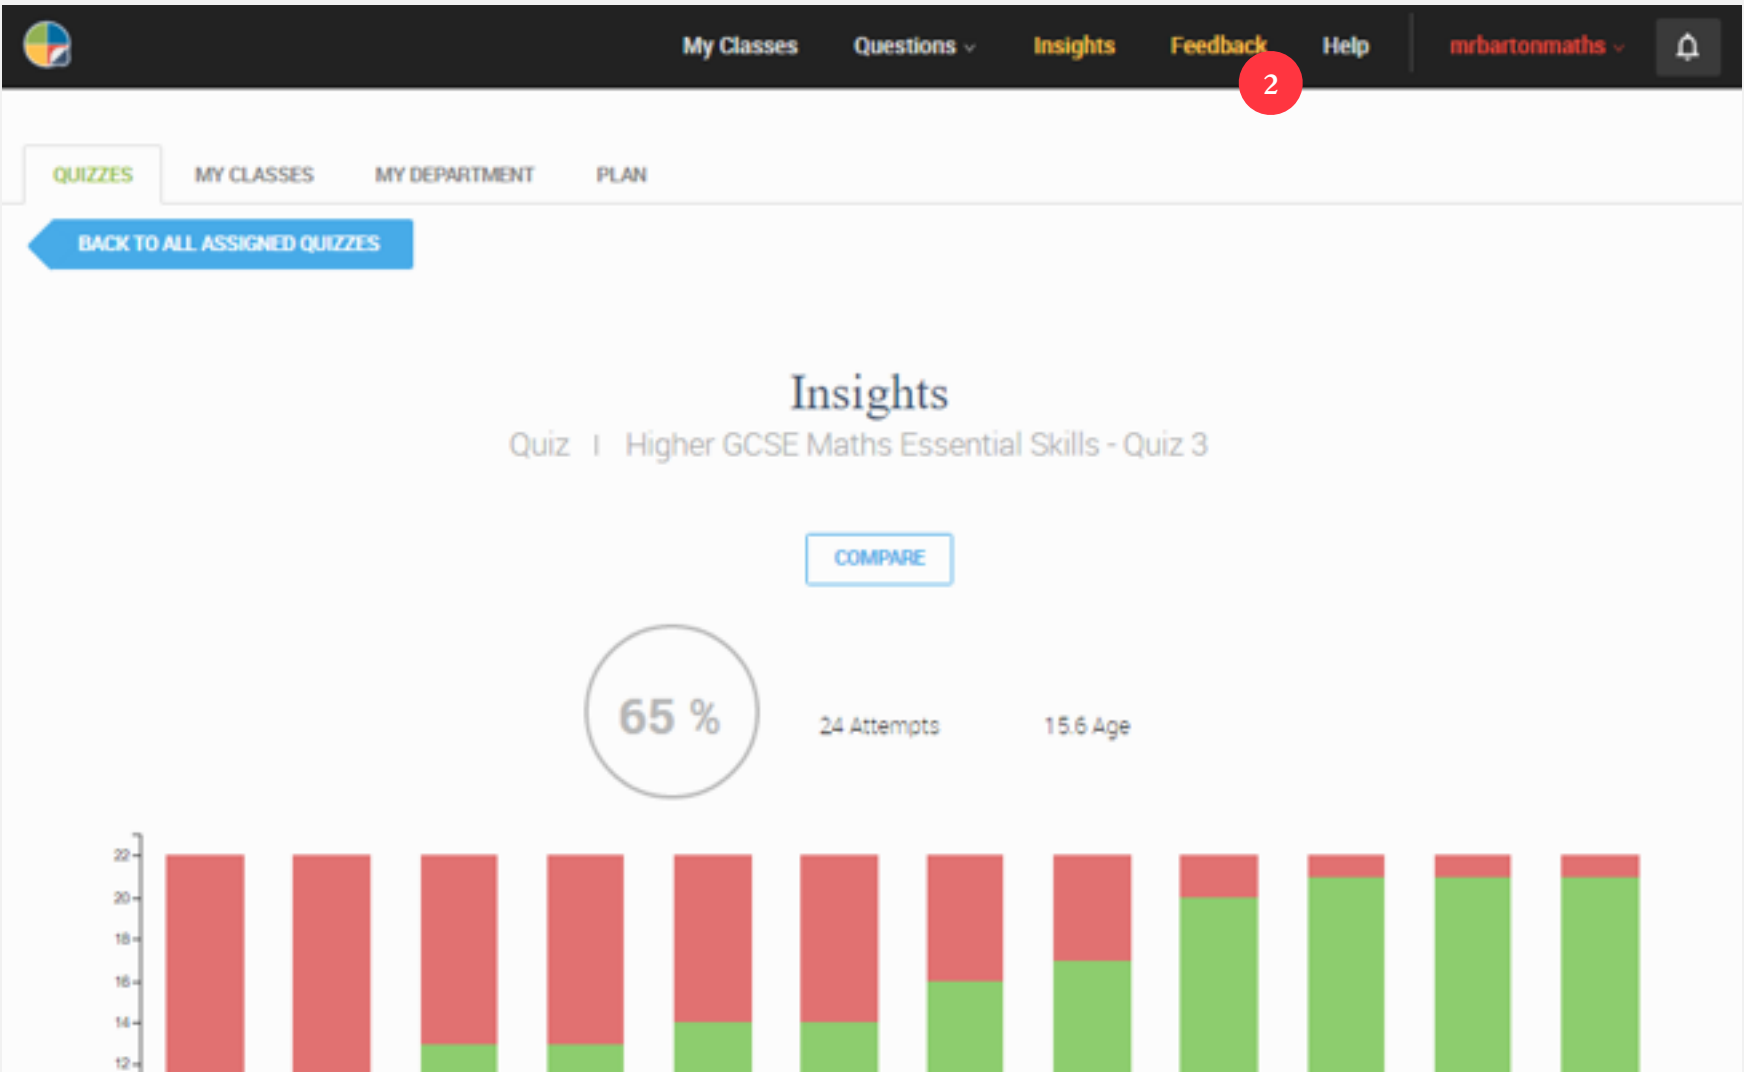 My Classes Questions Insights Feedback Help mrbartonmaths
2
QUIZZES MY CLASSES MY DEPARTMENT PLAN
BACK TO ALL ASSIGNED QUIZZES
Insights
Quiz | Higher GCSE Maths Essential Skills - Quiz 3
COMPARE
65 % 24 Attempts 15.6 Age
22
20
18
16
14
12